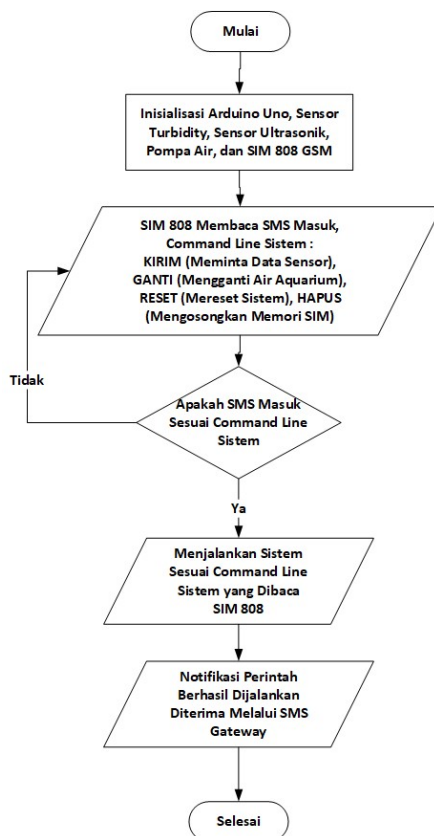 Mulai
Inisialisasi Arduino Uno, Sensor
Turbidity, Sensor Ultrasonik,
Pompa Air, dan SIM 808 GSM
SIM 808 Membaca SMS Masuk,
Command Line Sistem :
KIRIM (Meminta Data Sensor),
GANTI (Mengganti Air Aquarium),
RESET (Mereset Sistem), HAPUS
(Mengosongkan Memori SIM)
Tidak
Apakah SMS Masuk
Sesuai Command Line
Sistem
Ya
Menjalankan Sistem
Sesuai Command Line
Sistem yang Dibaca
SIM 808
Notifikasi Perintah
Berhasil Dijalankan
Diterima Melalui SMS
Gateway
Selesai